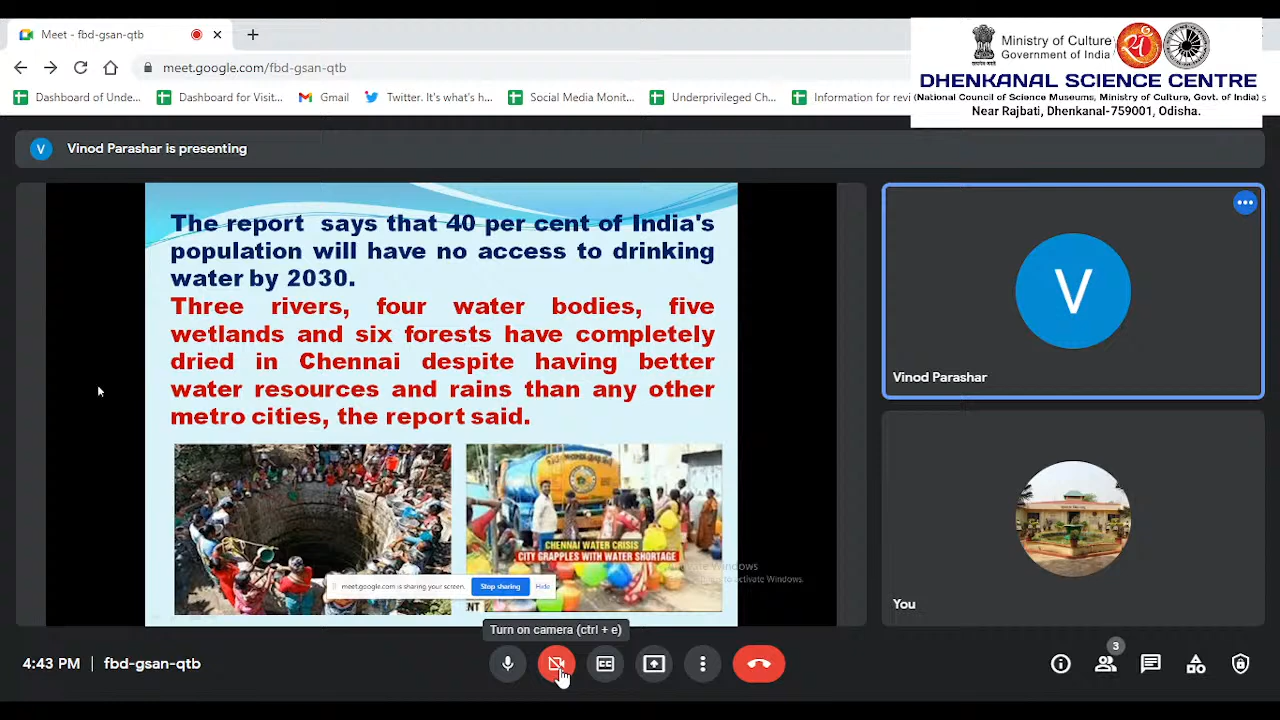 Meet - fbd-gsan-qtb
meet.google.com/fbd-gsan-qtb
Dashboard of Unde...
Dashboard for Visit...
Gmail
Twitter. It's what's h...
Social Media Monit...
Underprivileged Ch...
Information for revi
Ministry of Culture
Government of India
DHENKANAL SCIENCE CENTRE
(National Council of Science Museums, Ministry of Culture, Govt. of India)
Near Rajbati, Dhenkanal-759001, Odisha.
V
Vinod Parashar is presenting
The report says that 40 per cent of India's
population will have no access to drinking
water by 2030.
Three rivers, four water bodies, five
wetlands and six forests have completely
dried in Chennai despite having better
water resources and rains than any other
metro cities, the report said.
CHENNAI WATER CRISIS
CITY GRAPPLES WITH WATER SHORTAGE
NT
meet.google.com is sharing your screen.
Stop sharing
Hide
Windows
activate Windows.
V
Vinod Parashar
You
Turn on camera (ctrl + e)
4:43 PM | fbd-gsan-qtb
CC
3